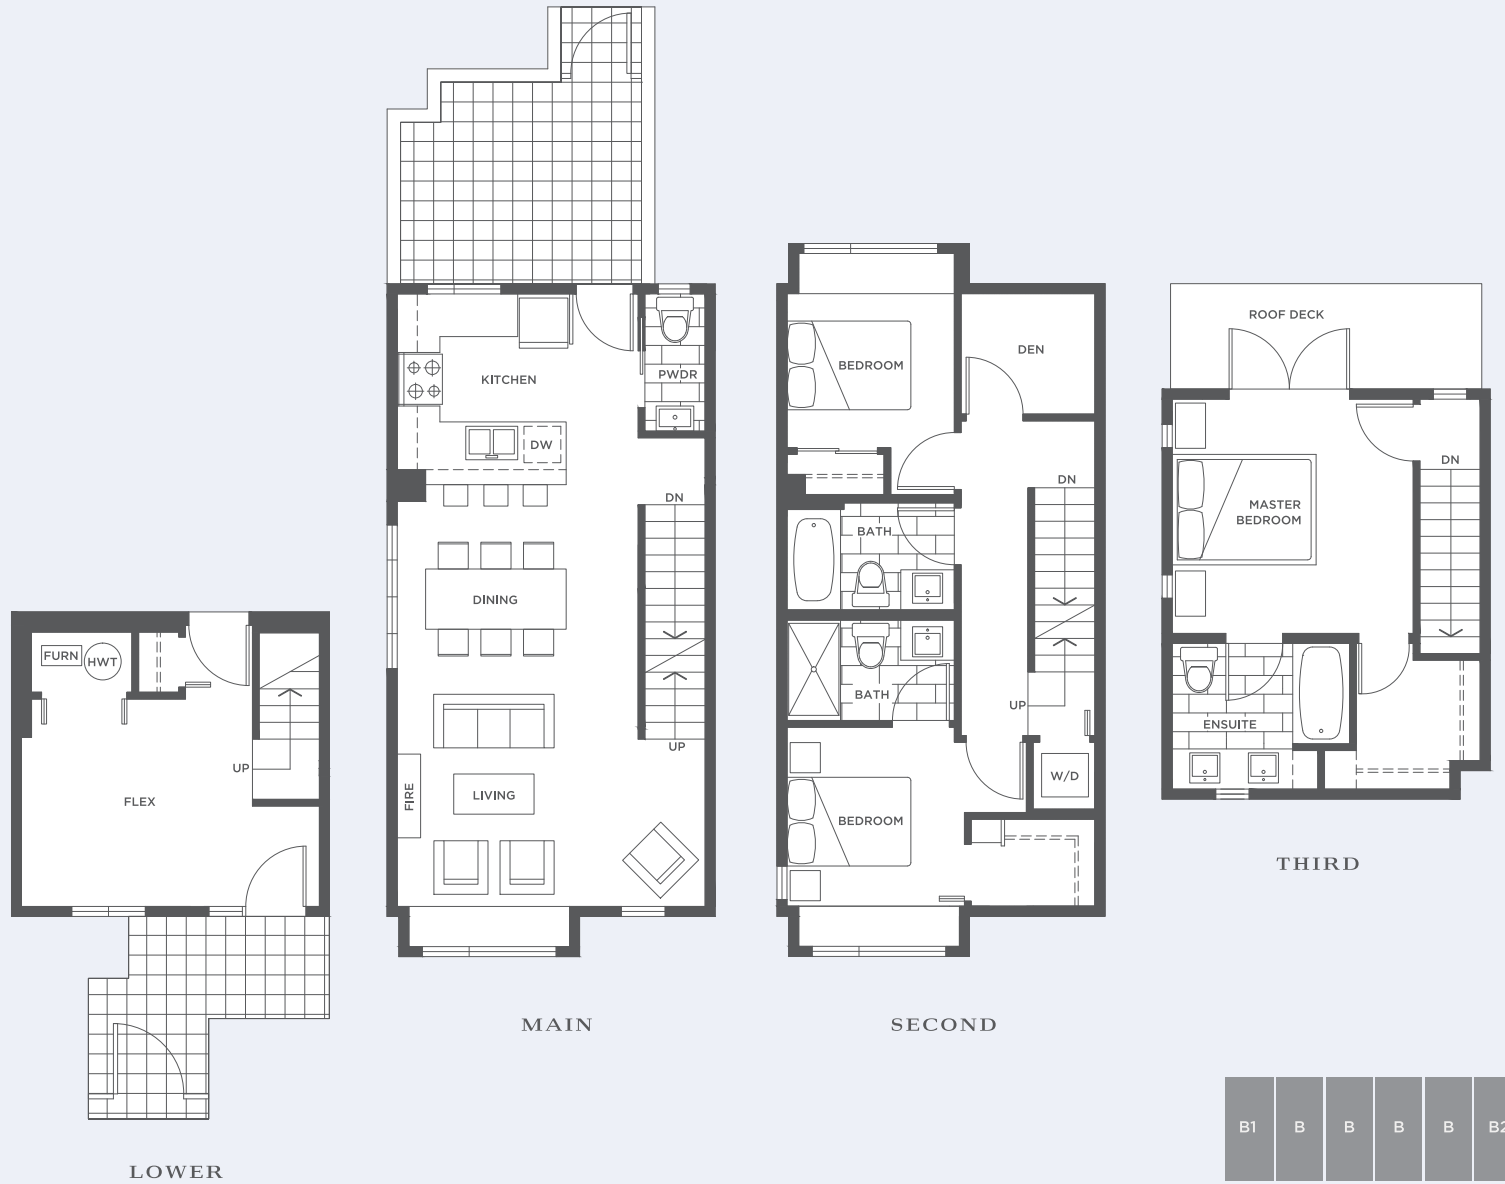 FURN
HWT
UP
FLEX
LOWER
KITCHEN
PWDR
DW
DN
DINING
UP
FIRE
LIVING
MAIN
BEDROOM
DEN
DN
BATH
BATH
UP
W/D
BEDROOM
SECOND
ROOF DECK
DN
MASTER
BEDROOM
ENSUITE
THIRD
B1 B B B B B2